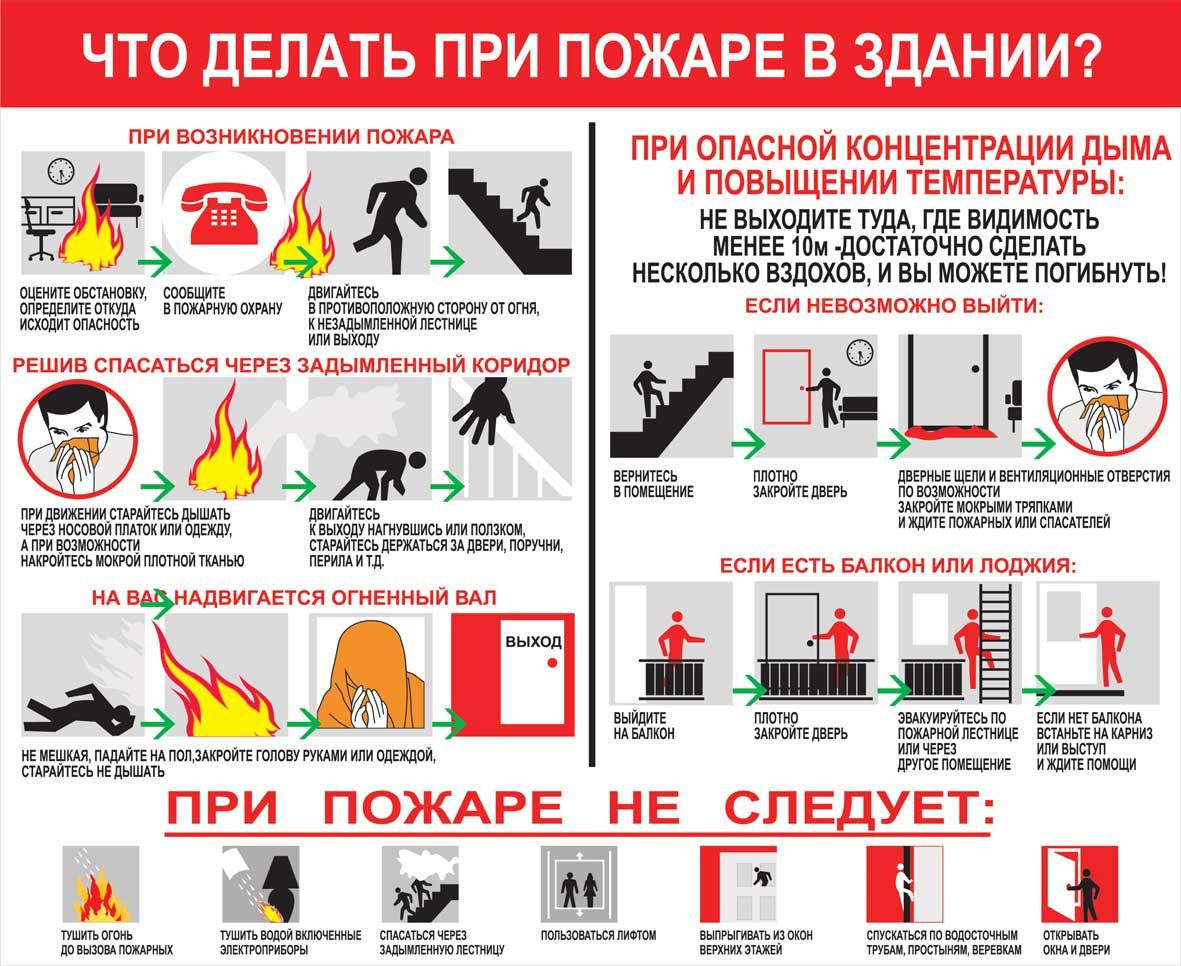 ЧТО ДЕЛАТЬ ПРИ ПОЖАРЕ В ЗДАНИИ?
ПРИ ВОЗНИКНОВЕНИИ ПОЖАРА
ОЦЕНИТЕ ОБСТАНОВКУ,
ОПРЕДЕЛИТЕ ОТКУДА
ИСХОДИТ ОПАСНОСТЬ
СООБЩИТЕ
В ПОЖАРНУЮ ОХРАНУ
ДВИГАЙТЕСЬ
В ПРОТИВОПОЛОЖНУЮ СТОРОНУ ОТ ОГНЯ,
К НЕЗАДЫМЛЕННОЙ ЛЕСТНИЦЕ
ИЛИ ВЫХОДУ
РЕШИВ СПАСАТЬСЯ ЧЕРЕЗ ЗАДЫМЛЕННЫЙ КОРИДОР
ПРИ ДВИЖЕНИИ СТАРАЙТЕСЬ ДЫШАТЬ
ЧЕРЕЗ НОСОВОЙ ПЛАТОК ИЛИ ОДЕЖДУ,
А ПРИ ВОЗМОЖНОСТИ
НАКРОЙТЕСЬ МОКРОЙ ПЛОТНОЙ ТКАНЬЮ
ДВИГАЙТЕСЬ
К ВЫХОДУ НАГНУВШИСЬ ИЛИ ПОЛЗКОМ,
СТАРАЙТЕСЬ ДЕРЖАТЬСЯ ЗА ДВЕРИ, ПОРУЧНИ,
ПЕРИЛА И Т.Д.
НА ВАС НАДВИГАЕТСЯ ОГНЕННЫЙ ВАЛ
ВЫХОД
НЕ МЕШКАЯ, ПАДАЙТЕ НА ПОЛ,ЗАКРОЙТЕ ГОЛОВУ РУКАМИ ИЛИ ОДЕЖДОЙ,
СТАРАЙТЕСЬ НЕ ДЫШАТЬ
ПРИ ОПАСНОЙ КОНЦЕНТРАЦИИ ДЫМА
И ПОВЫЩЕНИИ ТЕМПЕРАТУРЫ:
НЕ ВЫХОДИТЕ ТУДА, ГДЕ ВИДИМОСТЬ
МЕНЕЕ 10м -ДОСТАТОЧНО СДЕЛАТЬ
НЕСКОЛЬКО ВЗДОХОВ, И ВЫ МОЖЕТЕ ПОГИБНУТЬ!
ЕСЛИ НЕВОЗМОЖНО ВЫЙТИ:
ВЕРНИТЕСЬ
В ПОМЕЩЕНИЕ
ПЛОТНО
ЗАКРОЙТЕ ДВЕРЬ
ДВЕРНЫЕ ЩЕЛИ И ВЕНТИЛЯЦИОННЫЕ ОТВЕРСТИЯ
ПО ВОЗМОЖНОСТИ
ЗАКРОЙТЕ МОКРЫМИ ТРЯПКАМИ
И ЖДИТЕ ПОЖАРНЫХ ИЛИ СПАСАТЕЛЕЙ
ЕСЛИ ЕСТЬ БАЛКОН ИЛИ ЛОДЖИЯ:
ВЫЙДИТЕ
НА БАЛКОН
ПЛОТНО
ЗАКРОЙТЕ ДВЕРЬ
ЭВАКУИРУЙТЕСЬ ПО
ПОЖАРНОЙ ЛЕСТНИЦЕ
ИЛИ ЧЕРЕЗ
ДРУГОЕ ПОМЕЩЕНИЕ
ЕСЛИ НЕТ БАЛКОНА
ВСТАНЬТЕ НА КАРНИЗ
ИЛИ ВЫСТУП
И ЖДИТЕ ПОМОЩИ
ПРИ ПОЖАРЕ НЕ СЛЕДУЕТ:
ТУШИТЬ ОГОНЬ
ДО ВЫЗОВА ПОЖАРНЫХ
ТУШИТЬ ВОДОЙ ВКЛЮЧЕННЫЕ
ЭЛЕКТРОПРИБОРЫ
СПАСАТЬСЯ ЧЕРЕЗ
ЗАДЫМЛЕННУЮ ЛЕСТНИЦУ
ПОЛЬЗОВАТЬСЯ ЛИФТОМ
ВЫПРЫГИВАТЬ ИЗ ОКОН
ВЕРХНИХ ЭТАЖЕЙ
СПУСКАТЬСЯ ПО ВОДОСТОЧНЫМ
ТРУБАМ, ПРОСТЫНЯМ, ВЕРЕВКАМ
ОТКРЫВАТЬ
ОКНА И ДВЕРИ